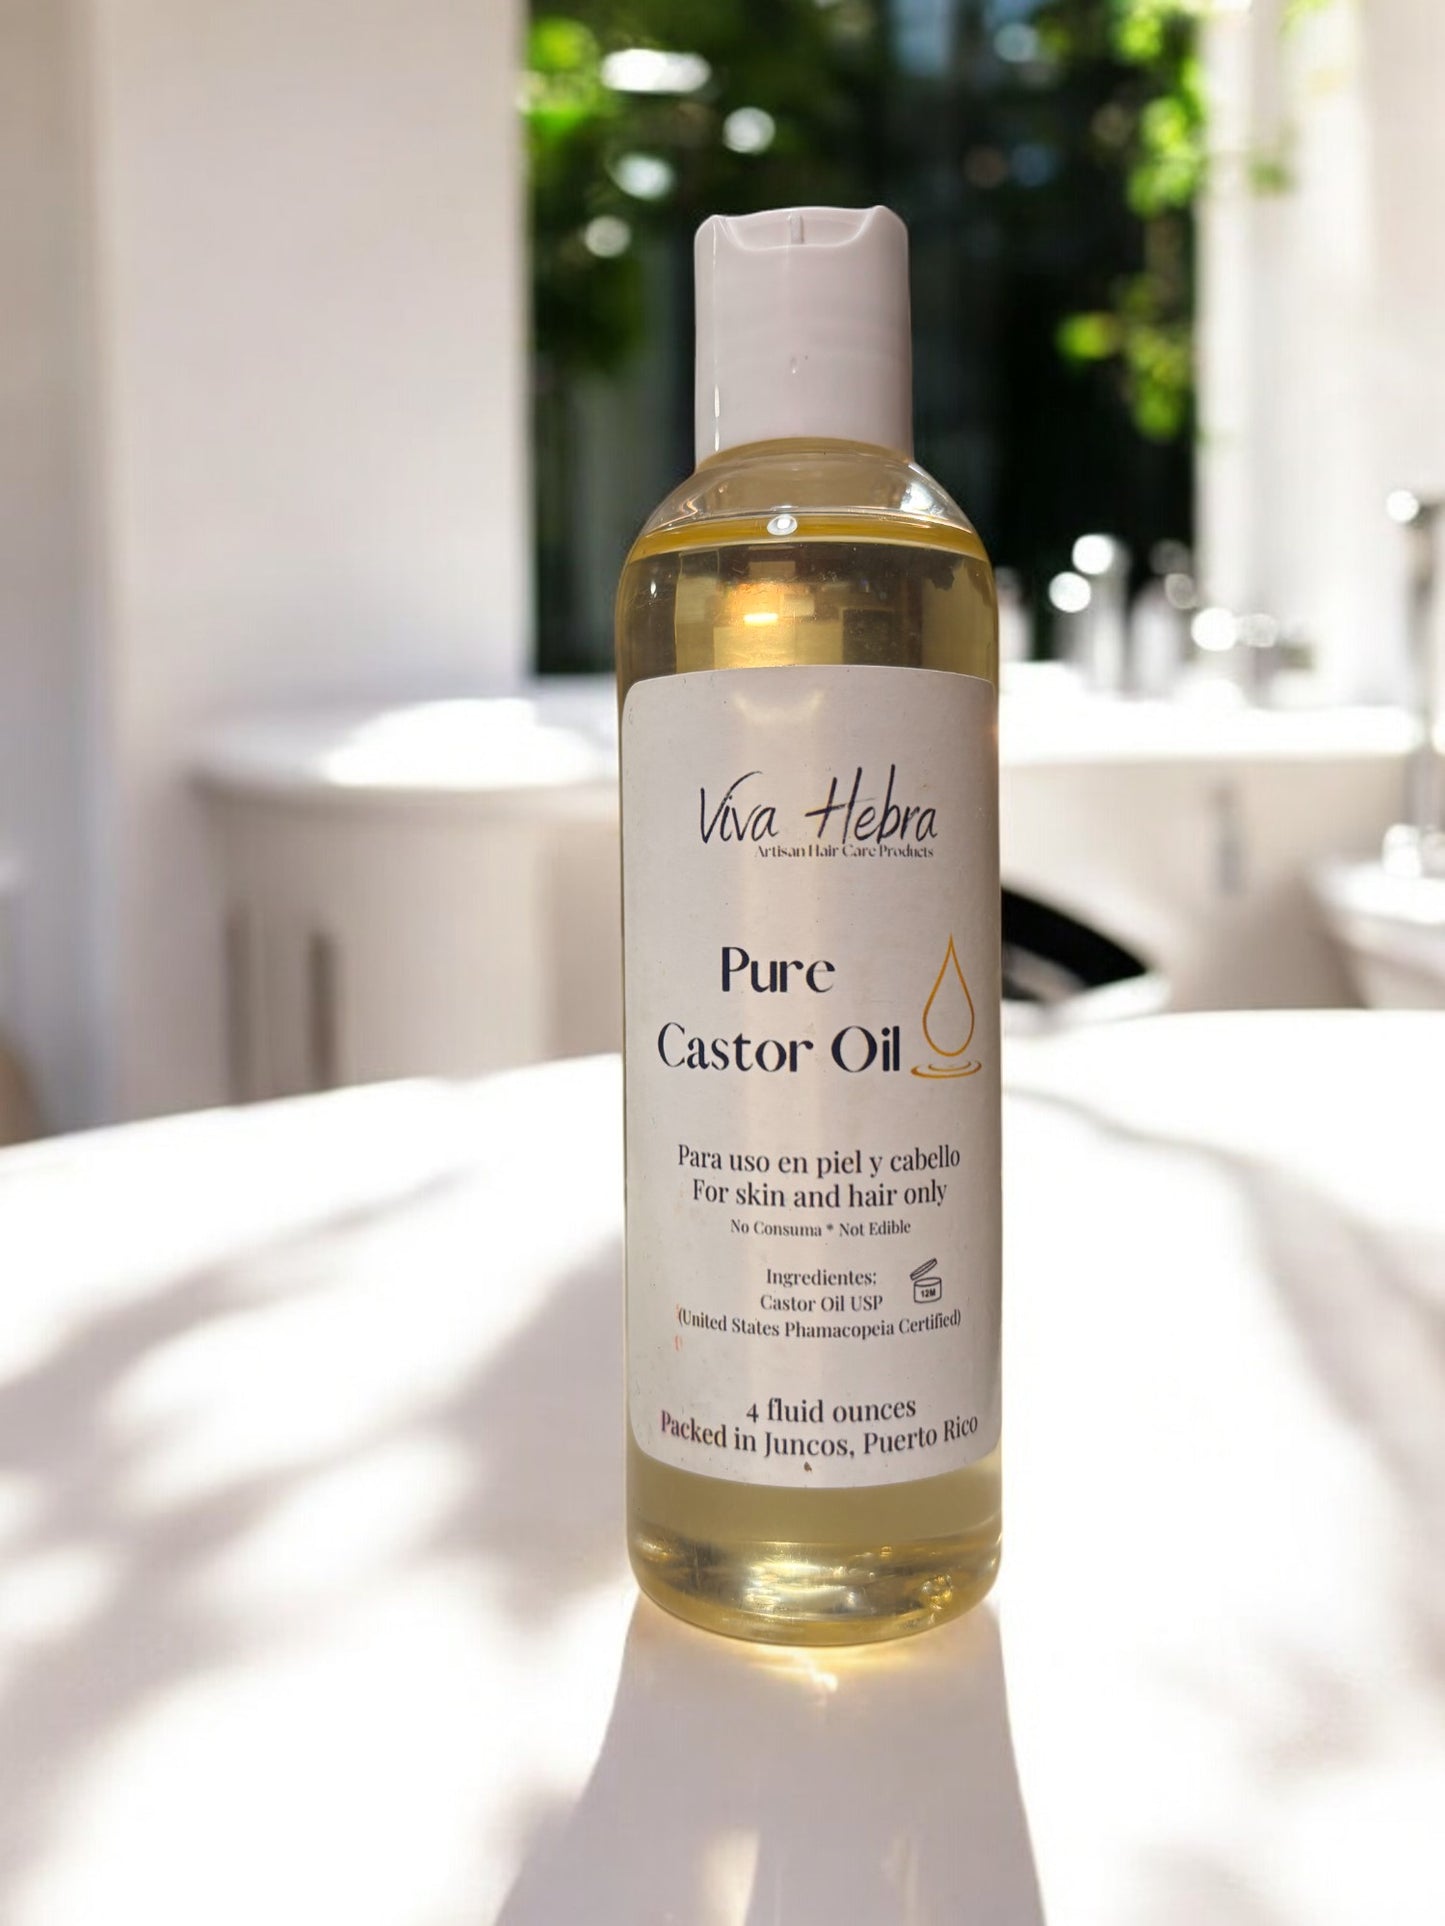 Viva Hebra
Artisan Hair Care Products
Pure
Castor Oil
Para uso en piel y cabello
For skin and hair only
No Consuma * Not Edible
Ingredientes:
12M
Castor Oil USP
(United States Phamacopeia Certified)
4 fluid ounces
Packed in Juncos, Puerto Rico